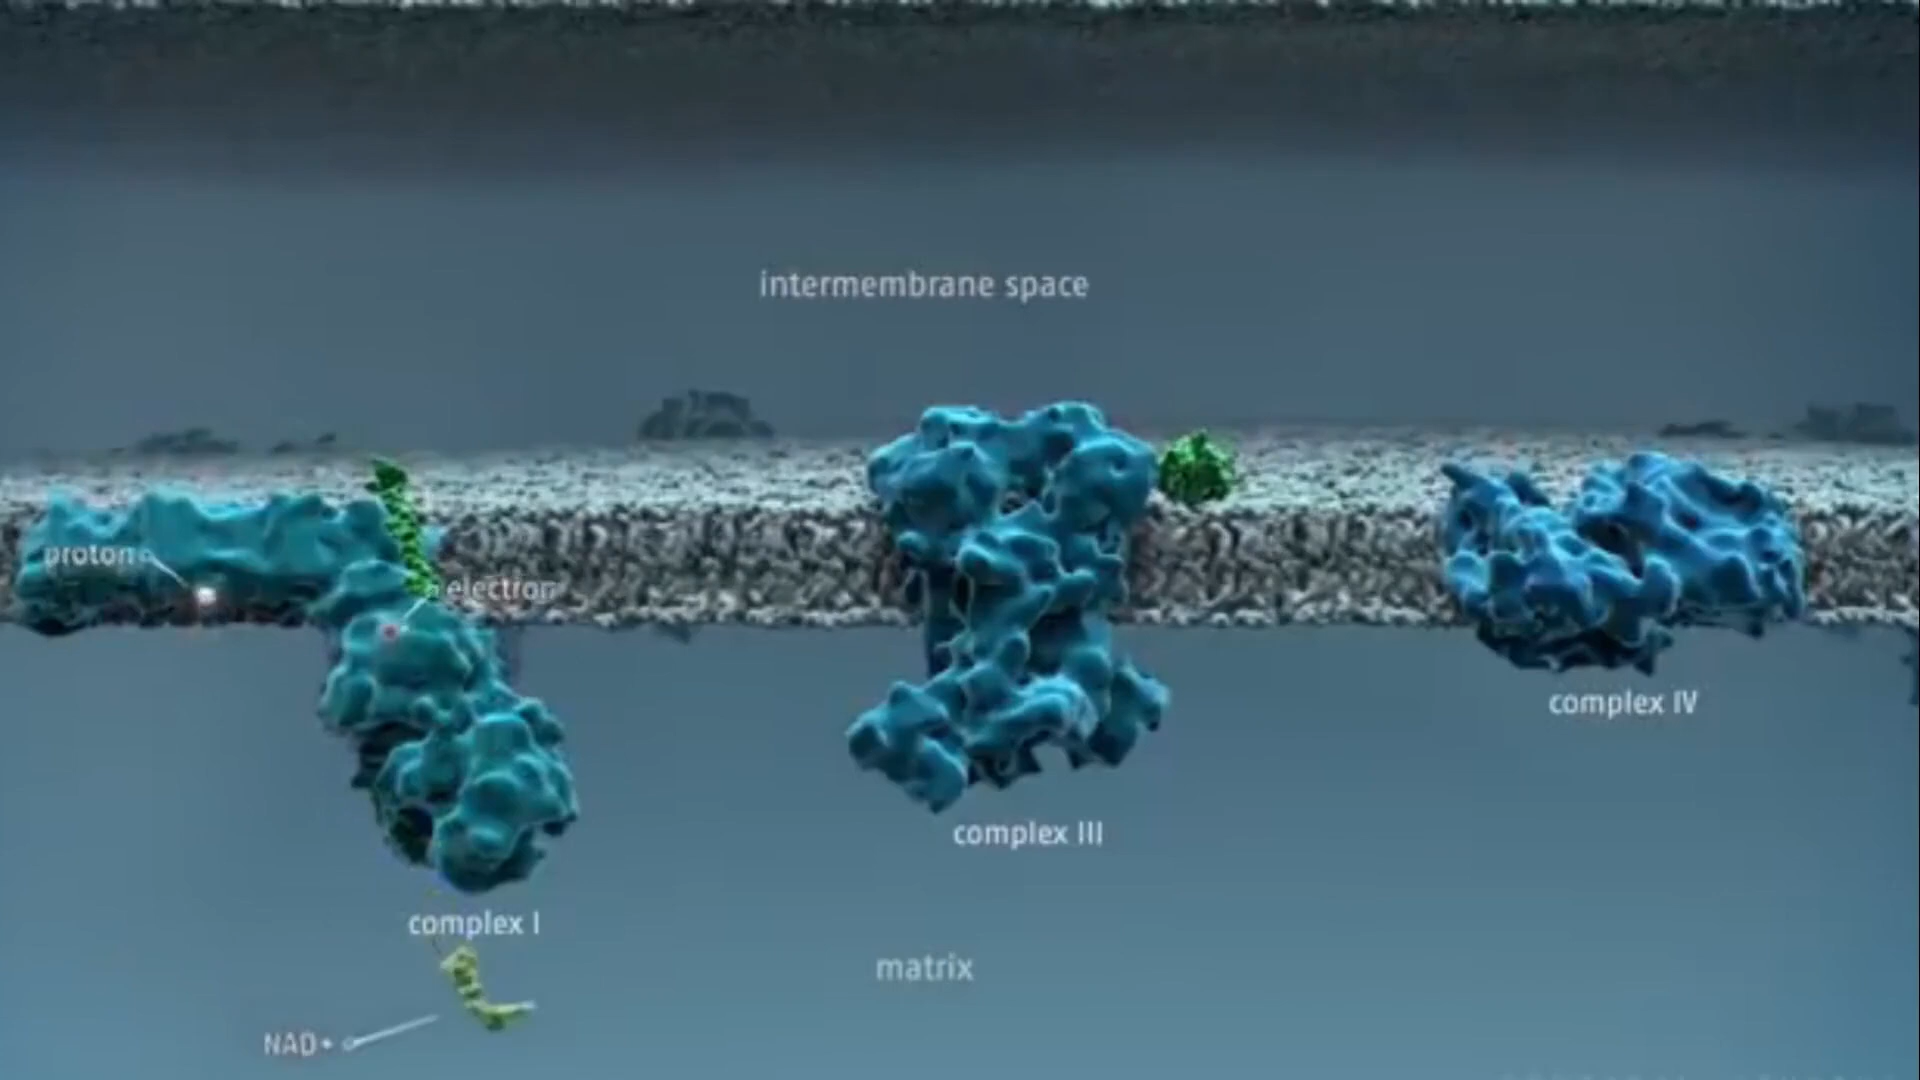 intermembrane space
proton
electron
complex IV
complex III
complex I
matrix
NAD+